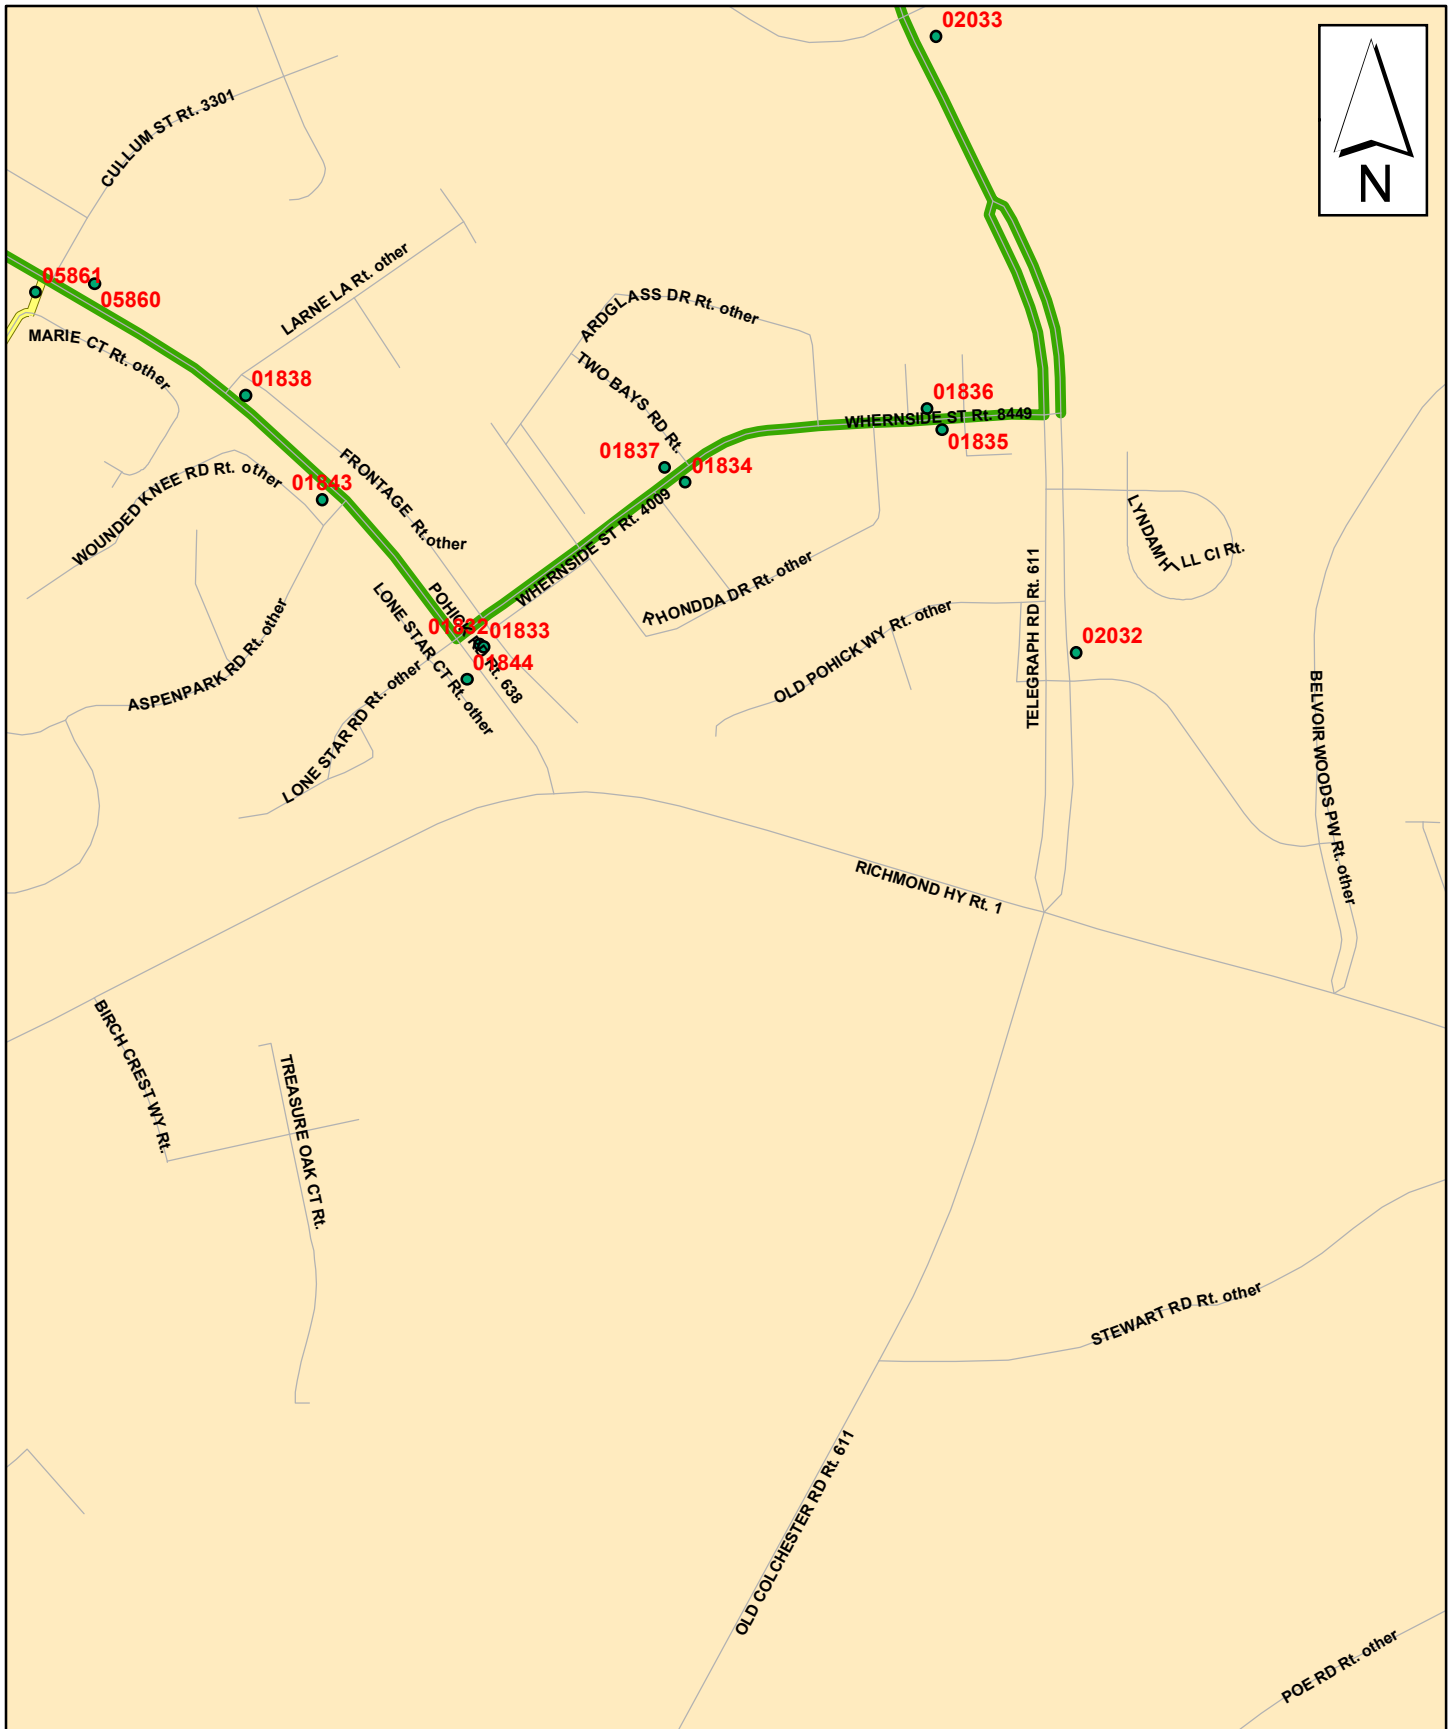 02033
N
CULLUM ST Rt. 3301
05861
05860
LARNE LA Rt. other
MARIE CT Rt. other
ARDGLASS DR Rt. other
TWO BAYS RD Rt.
01838
01836
WHERNSIDE ST Rt. 8449
01835
01837
01834
FRONTAGE Rt. other
01843
WOUNDED KNEE RD Rt. other
WHERNSIDE ST Rt. 4009
LYNDAM HILL CI Rt.
TELEGRAPH RD Rt. 611
RHONDDA DR Rt. other
OLD POHICK WY Rt. other
POHICK RD Rt. 638
01832
01833
01844
02032
LONE STAR CT Rt. other
ASPENPARK RD Rt. other
LONE STAR RD Rt. other
BELVOIR WOODS PW Rt. other
RICHMOND HY Rt. 1
BIRCH CREST WY Rt.
TREASURE OAK CT Rt.
STEWART RD Rt. other
OLD COLCHESTER RD Rt. 611
POE RD Rt. other